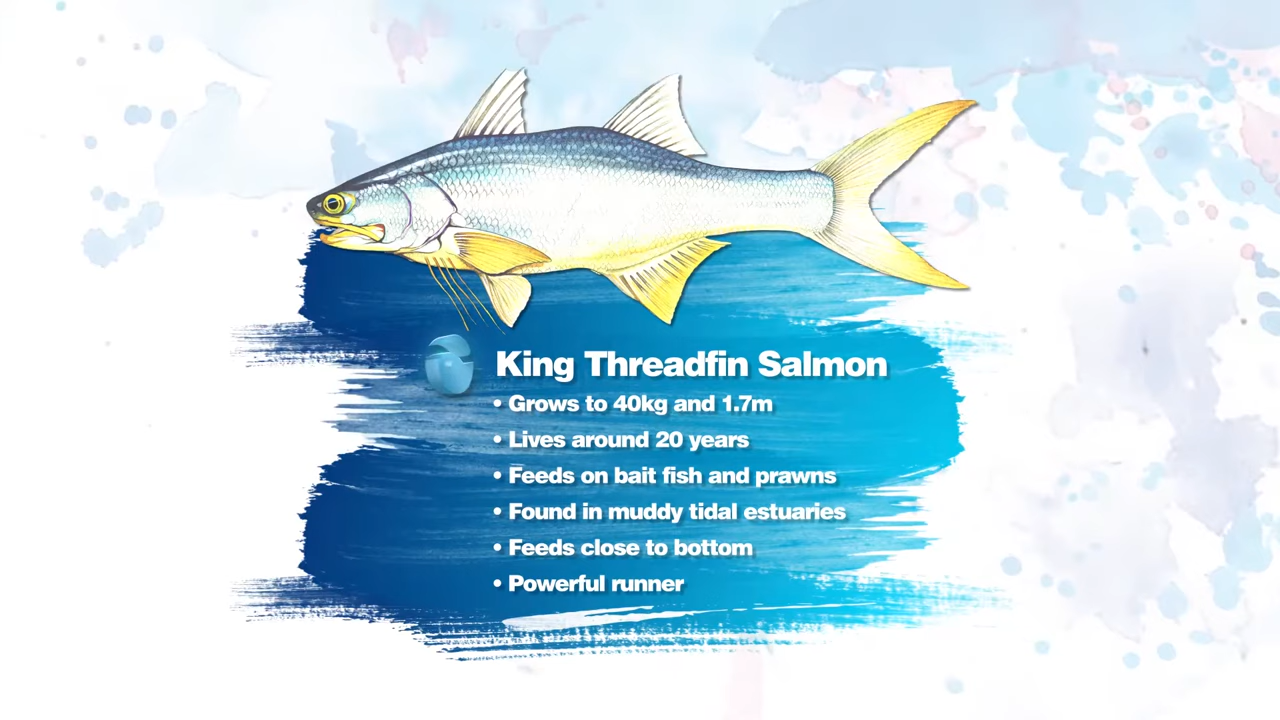 King Threadfin Salmon
• Grows to 40kg and 1.7m
• Lives around 20 years
• Feeds on bait fish and prawns
• Found in muddy tidal estuaries
• Feeds close to bottom
• Powerful runner